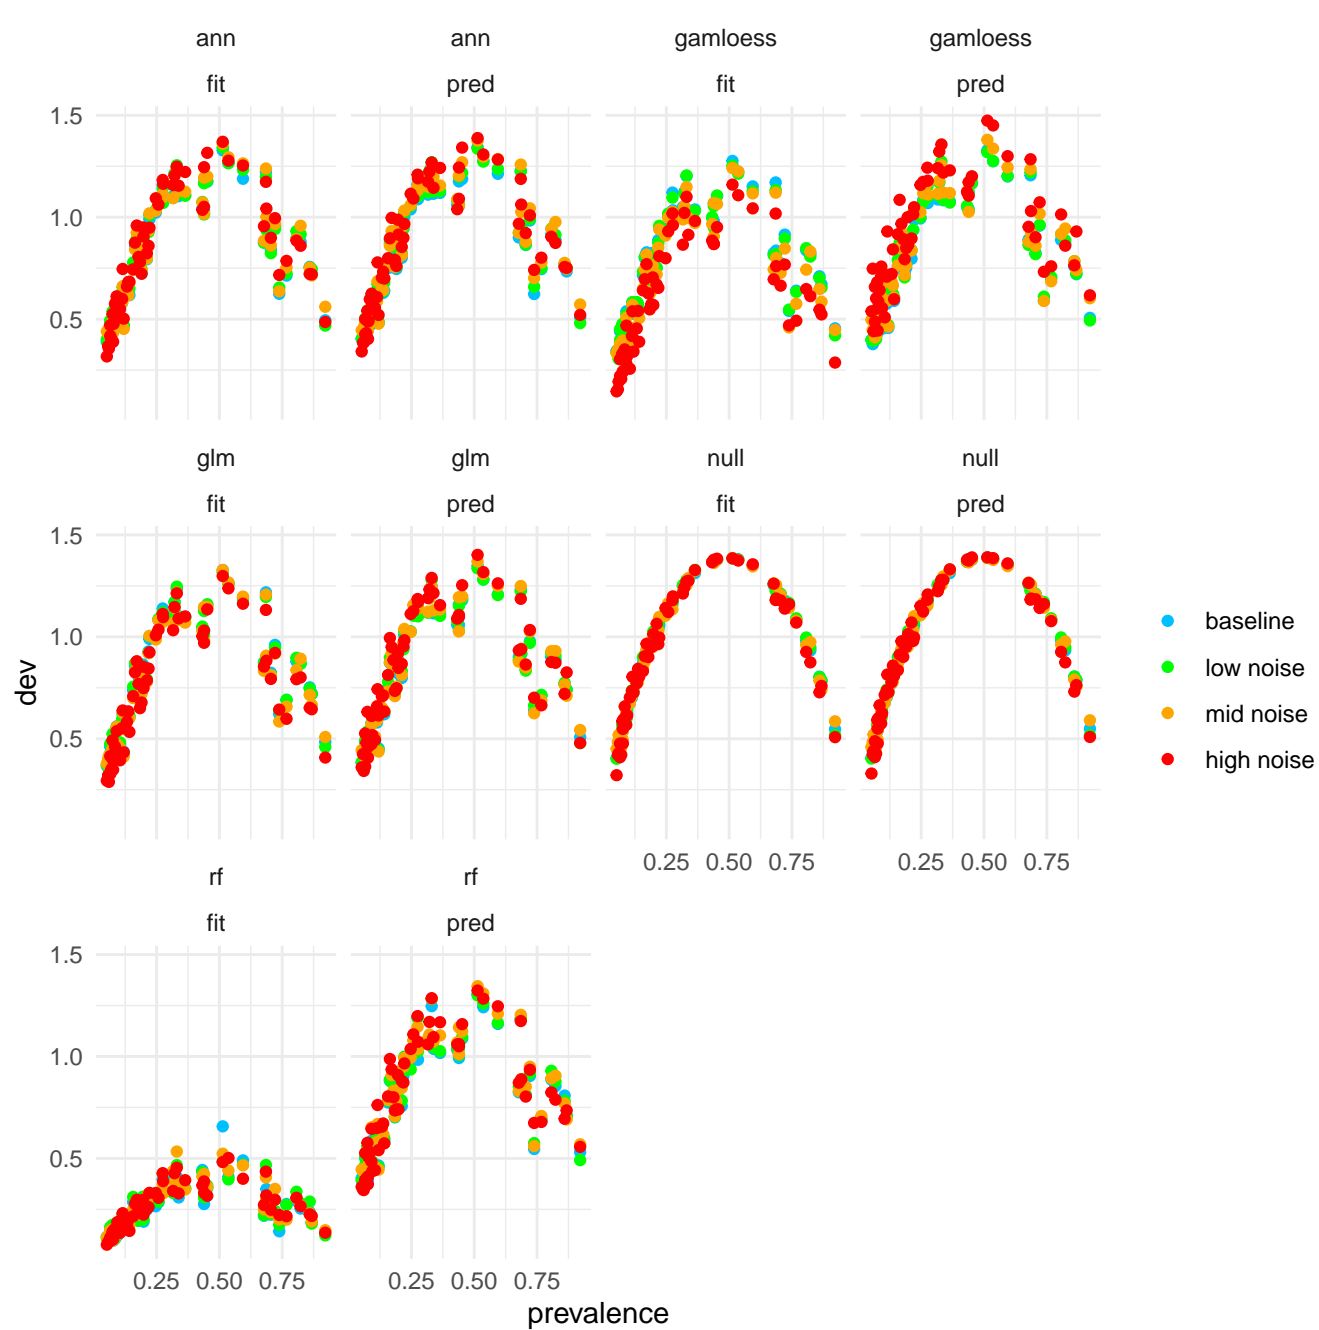 ann
ann
gamloess
gamloess
fit
pred
fit
pred
1.5
1.0
0.5
glm
glm
null
null
fit
pred
fit
pred
1.5
1.0
0.5
0.25 0.50 0.75
0.25 0.50 0.75
rf
rf
fit
pred
1.5
1.0
0.5
0.25 0.50 0.75
0.25 0.50 0.75
prevalence
dev
baseline
low noise
mid noise
high noise